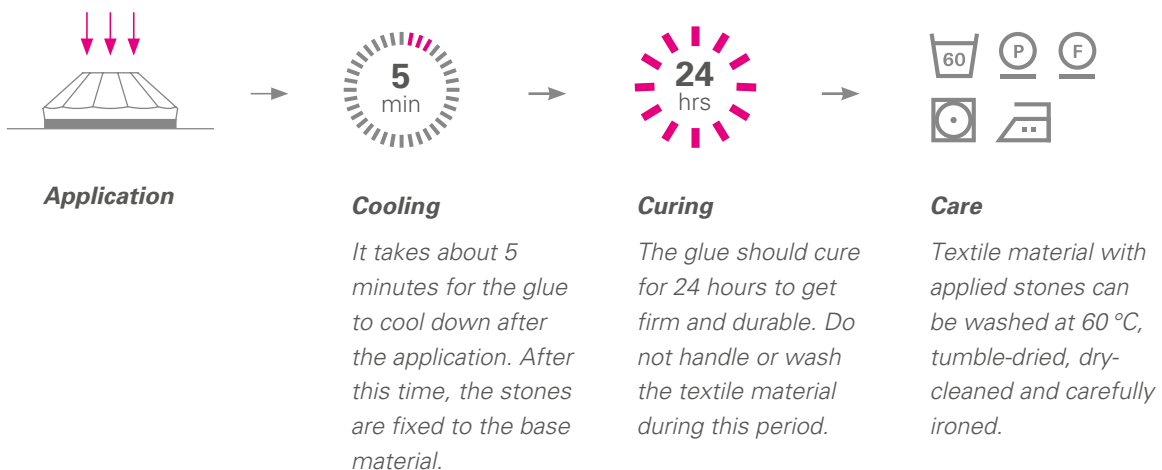 5
min
24
hrs
60
P
F
Application
Cooling
It takes about 5
minutes for the glue
to cool down after
the application. After
this time, the stones
are fixed to the base
material.
Curing
The glue should cure
for 24 hours to get
firm and durable. Do
not handle or wash
the textile material
during this period.
Care
Textile material with
applied stones can
be washed at 60 °C,
tumble-dried, dry-
cleaned and carefully
ironed.